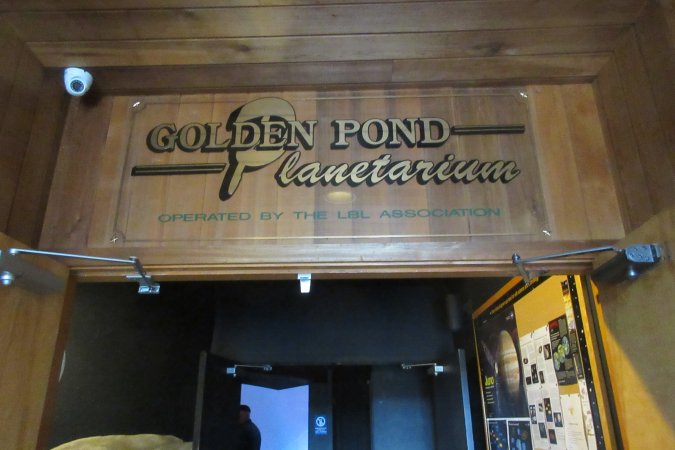 GOLDEN POND
Planetarium
OPERATED BY THE LBL ASSOCIATION